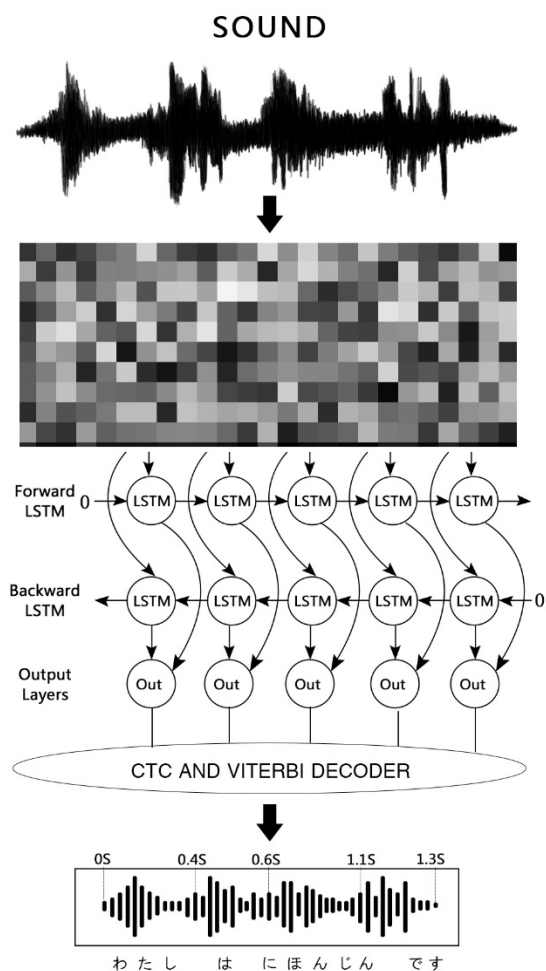 SOUND
Forward LSTM
0 LSTM LSTM LSTM LSTM LSTM
Backward LSTM
LSTM LSTM LSTM LSTM LSTM 0
Output Layers
Out Out Out Out Out
CTC AND VITERBI DECODER
0S 0.4S 0.6S 1.1S 1.3S
わたし は にほんじん です